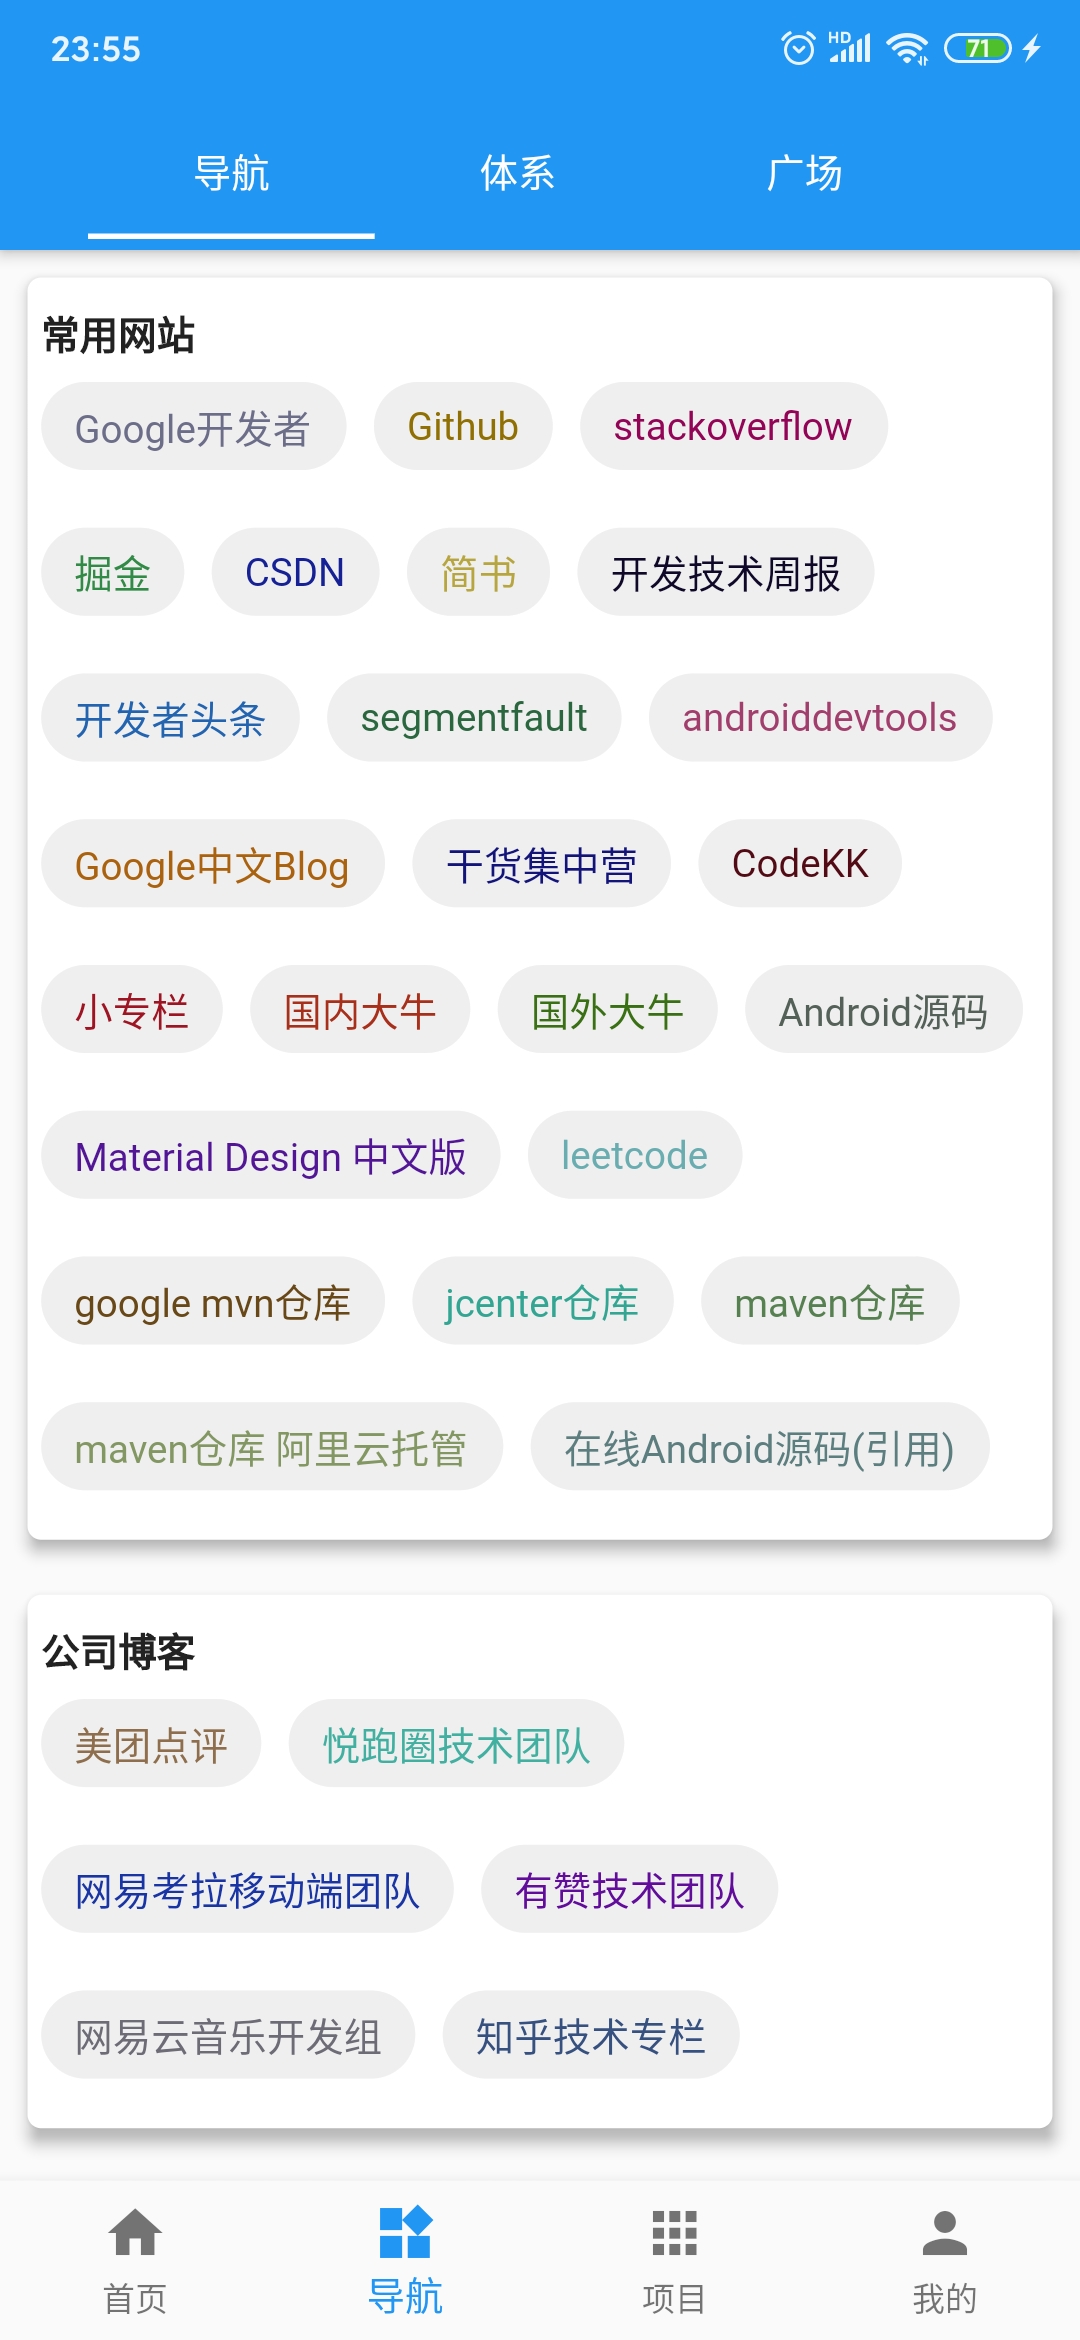 23:55 HD 71
导航 体系 广场
常用网站
Google开发者 Github stackoverflow
掘金 CSDN 简书 开发技术周报
开发者头条 segmentfault androiddevtools
Google中文Blog 干货集中营 CodeKK
小专栏 国内大牛 国外大牛 Android源码
Material Design 中文版 leetcode
google mvn仓库 jcenter仓库 maven仓库
maven仓库 阿里云托管 在线Android源码(引用)
公司博客
美团点评 悦跑圈技术团队
网易考拉移动端团队 有赞技术团队
网易云音乐开发组 知乎技术专栏
首页 导航 项目 我的